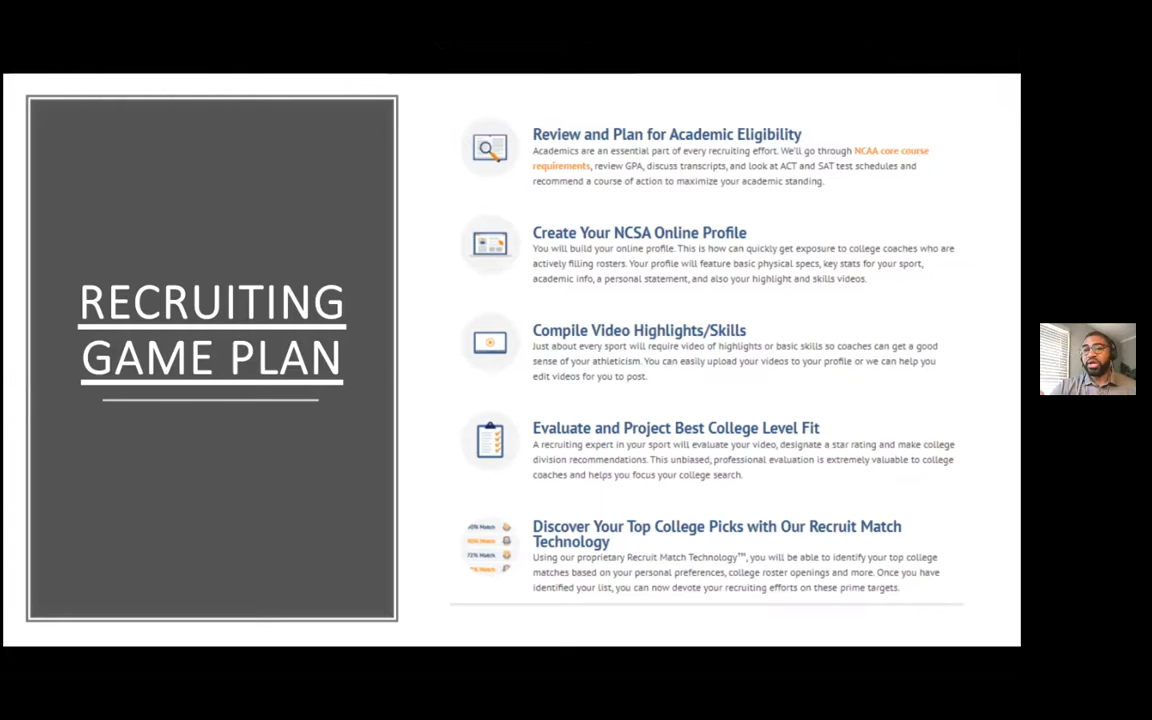 RECRUITING
GAME PLAN
Review and Plan for Academic Eligibility
Academics are an essential part of every recruiting effort. We'll go through NCAA core course
requirements, review GPA, discuss transcripts, and look at ACT and SAT test schedules and
recommend a course of action to maximize your academic standing.
Create Your NCSA Online Profile
You will build your online profile. This is how can quickly get exposure to college coaches who are
actively filling rosters. Your profile will feature basic physical specs, key stats for your sport,
academic info, a personal statement, and also your highlight and skills videos.
Compile Video Highlights/Skills
Just about every sport will require video of highlights or basic skills so coaches can get a good
sense of your athleticism. You can easily upload your videos to your profile or we can help you
edit videos for you to post.
Evaluate and Project Best College Level Fit
A recruiting expert in your sport will evaluate your video, designate a star rating and make college
division recommendations. This unbiased, professional evaluation is extremely valuable to college
coaches and helps you focus your college search.
Match
Match
72% Match
Match
Discover Your Top College Picks with Our Recruit Match
Technology
Using our proprietary Recruit Match Technology™, you will be able to identify your top college
matches based on your personal preferences, college roster openings and more. Once you have
identified your list, you can now devote your recruiting efforts on these prime targets.